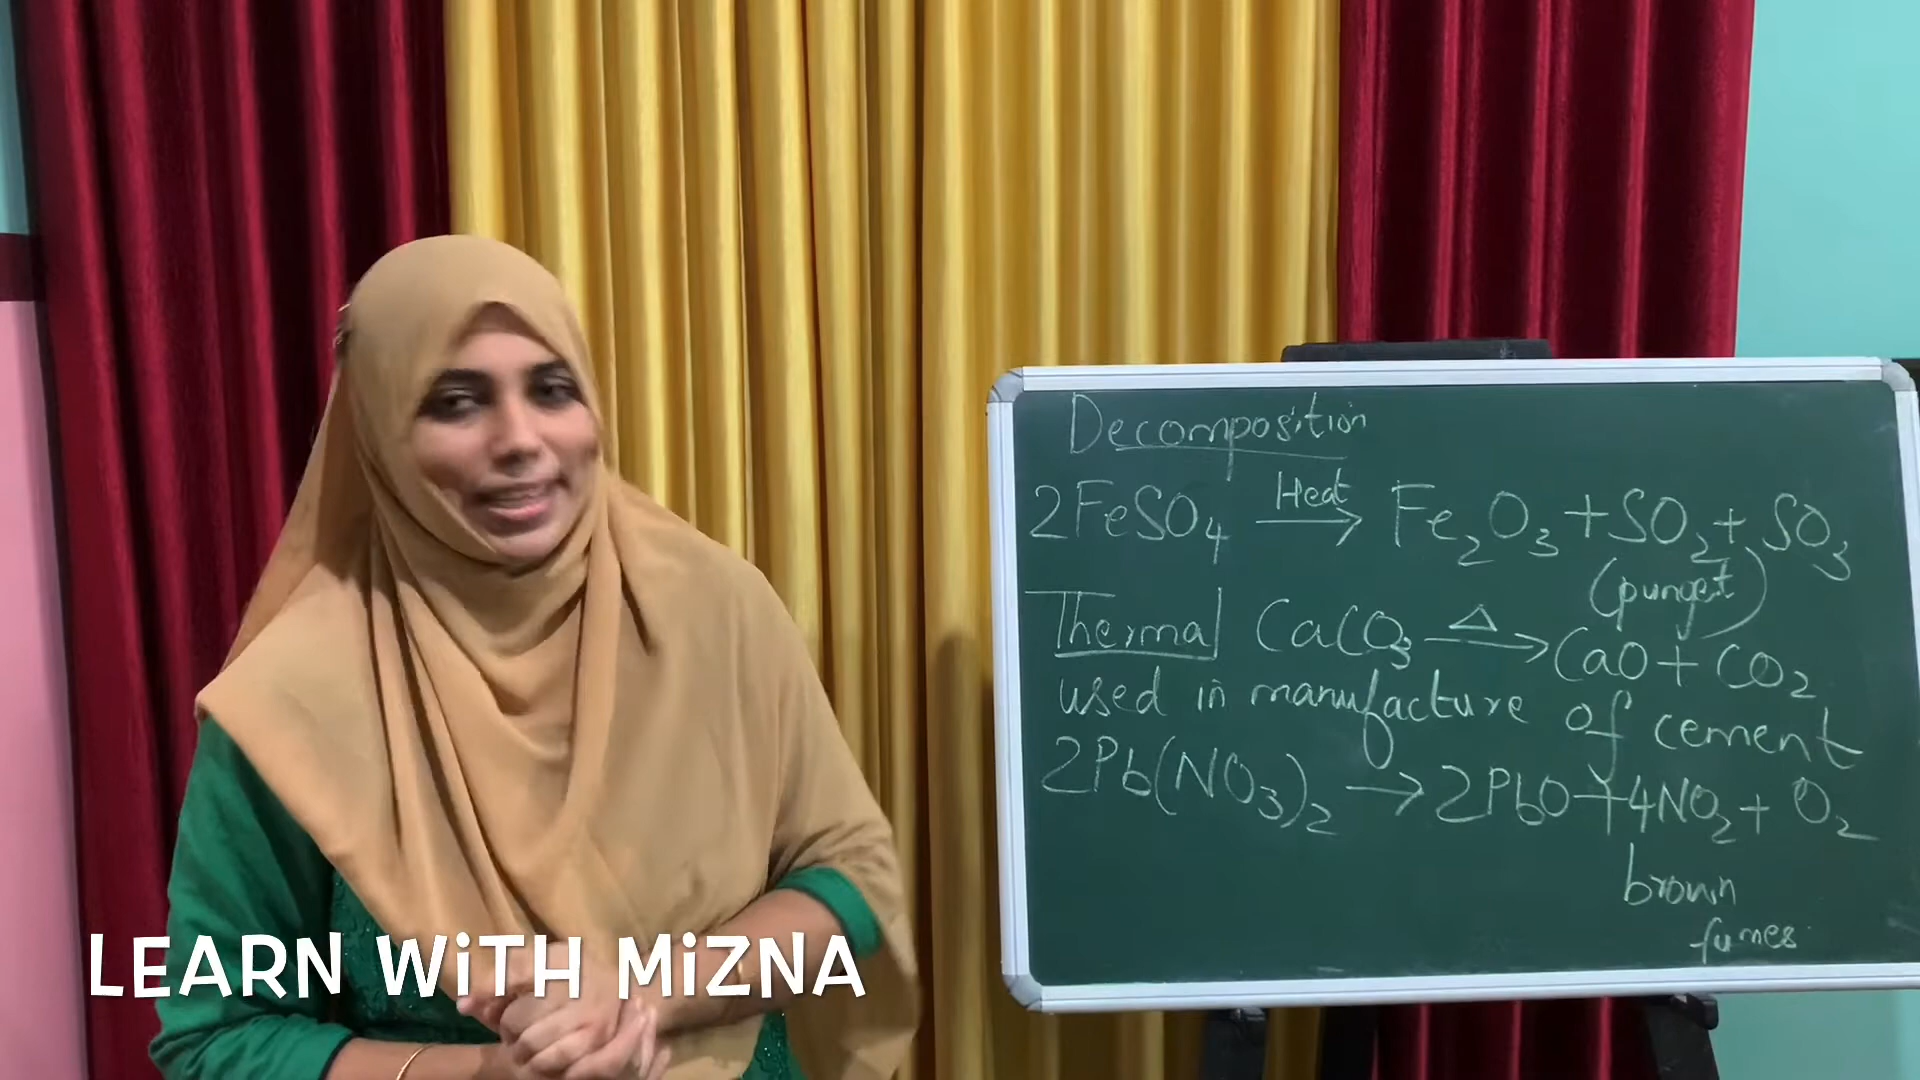 Decomposition
2FeSO₄ Heat → Fe₂O₃ + SO₂ + SO₃
(pungent)
Thermal CaCO₃ Δ → CaO + CO₂
used in manufacture of cement
2Pb(NO₃)₂ → 2PbO + 4NO₂ + O₂
brown
fumes
LEARN WiTH MiZNA